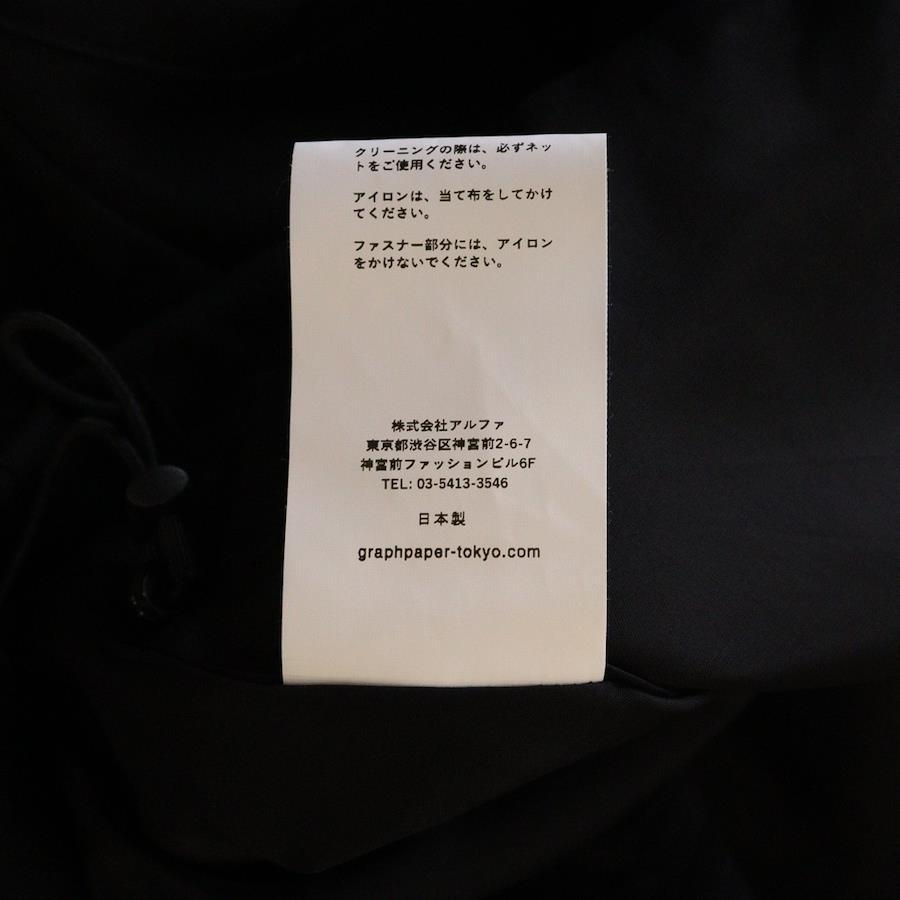 クリーニングの際は、必ずネッ
トをご使用ください。
アイロンは、当て布をしてかけ
てください。
ファスナー部分には、アイロン
をかけないでください。
株式会社アルファ
東京都渋谷区神宮前2-6-7
神宮前ファッションビル6F
TEL: 03-5413-3546
日本製
graphpaper-tokyo.com